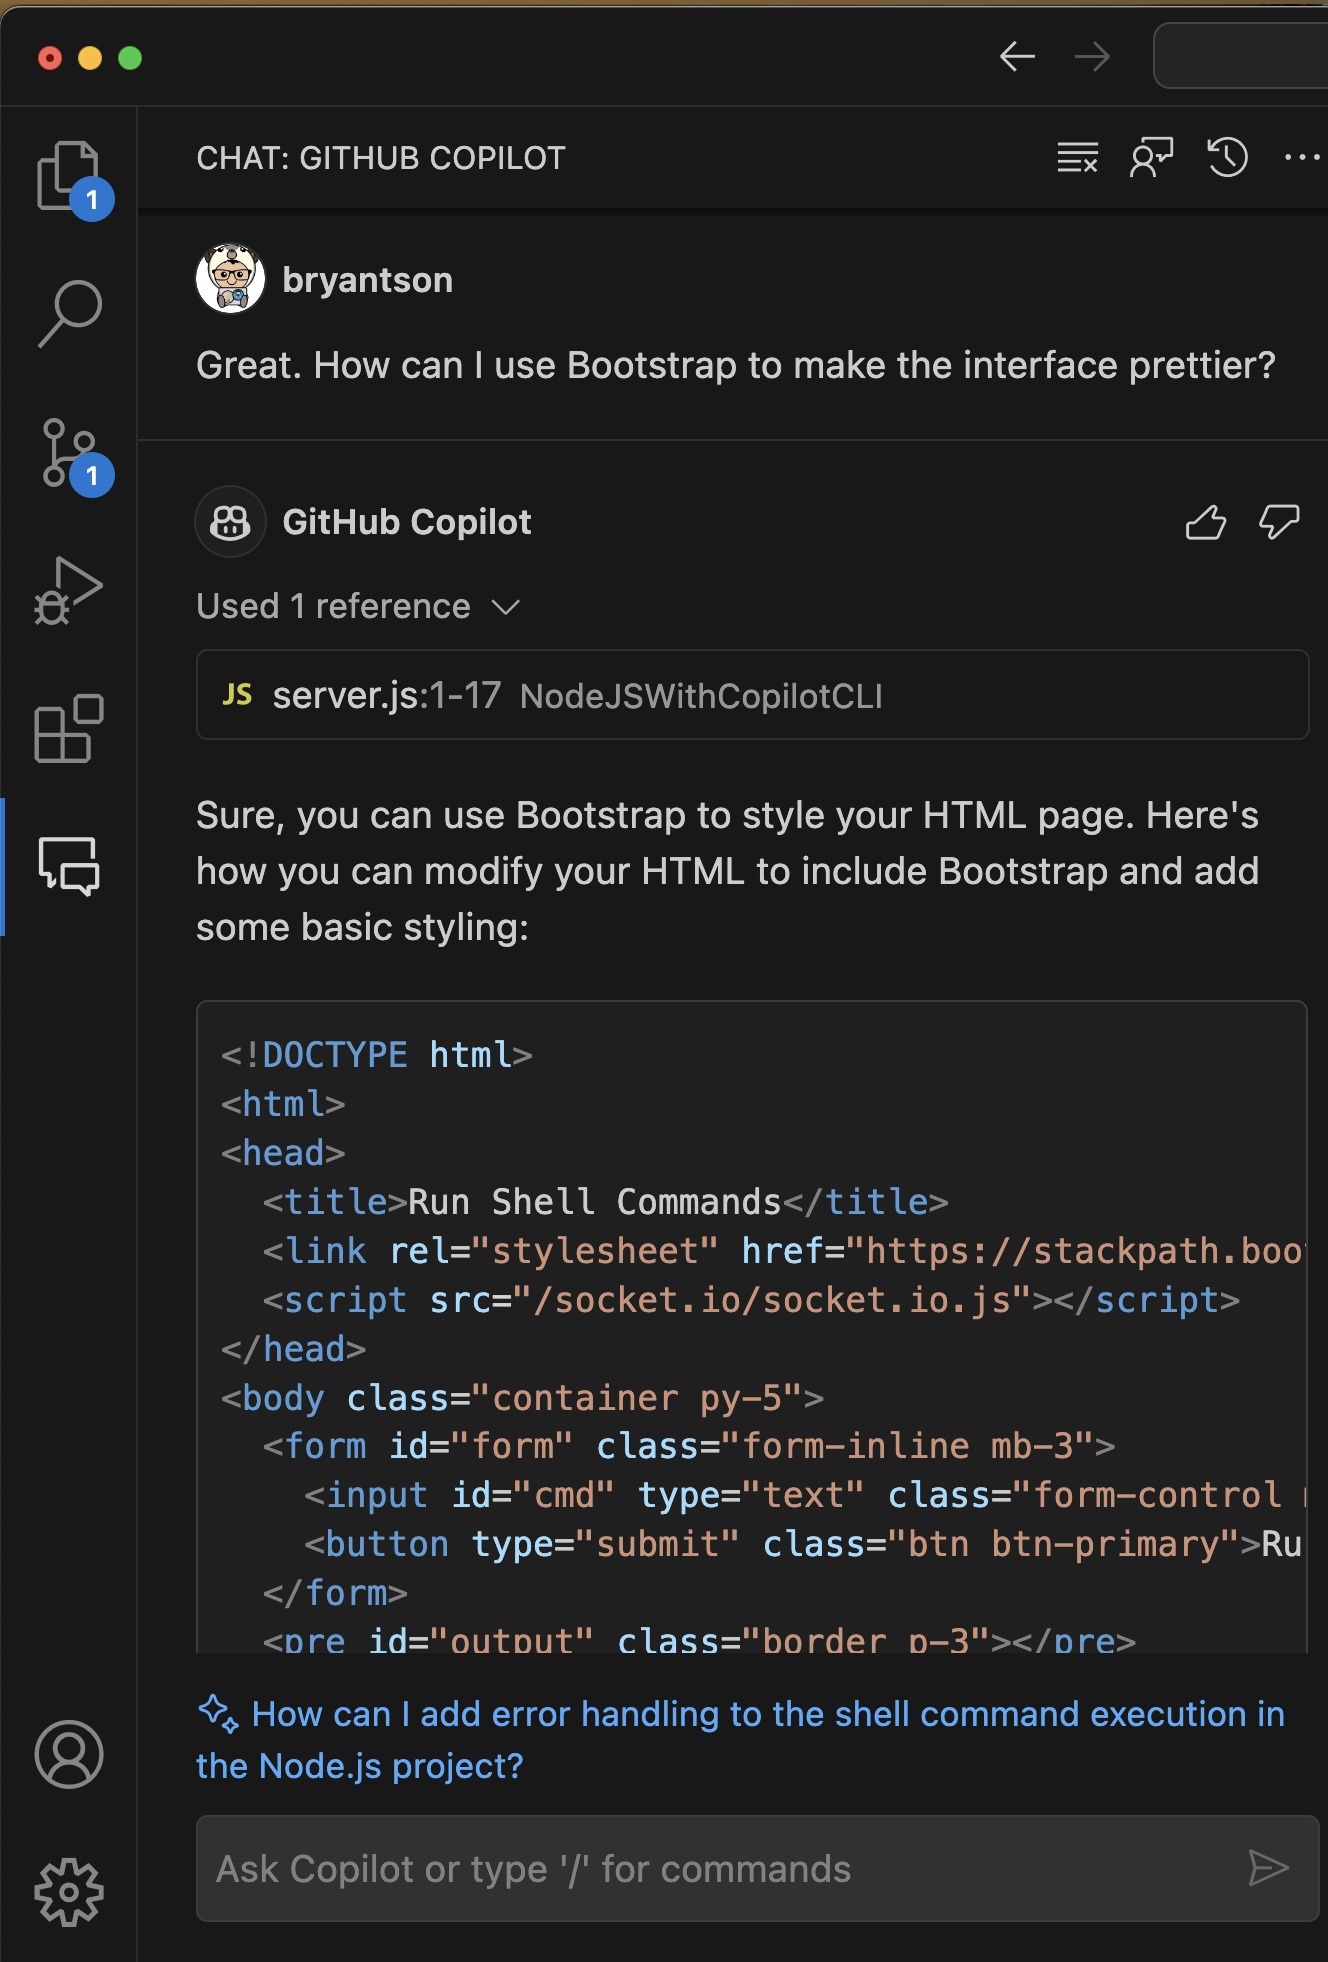 CHAT: GITHUB COPILOT
1
bryantson
Great. How can I use Bootstrap to make the interface prettier?
1
GitHub Copilot
Used 1 reference
JS server.js:1-17 NodeJSWithCopilotCLI
Sure, you can use Bootstrap to style your HTML page. Here's
how you can modify your HTML to include Bootstrap and add
some basic styling:
<!DOCTYPE html>
<html>
<head>
  <title>Run Shell Commands</title>
  <link rel="stylesheet" href="https://stackpath.boo
  <script src="/socket.io/socket.io.js"></script>
</head>
<body class="container py-5">
  <form id="form" class="form-inline mb-3">
    <input id="cmd" type="text" class="form-control
    <button type="submit" class="btn btn-primary">Ru
  </form>
  <pre id="output" class="border p-3"></pre>
How can I add error handling to the shell command execution in
the Node.js project?
Ask Copilot or type '/' for commands